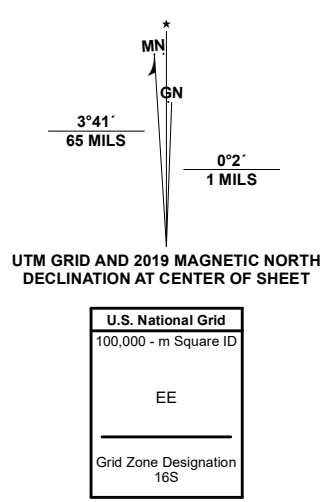 MN
GN
3°41´
65 MILS
0°2´
1 MILS
UTM GRID AND 2019 MAGNETIC NORTH
DECLINATION AT CENTER OF SHEET
U.S. National Grid
100,000 - m Square ID
EE
Grid Zone Designation
16S